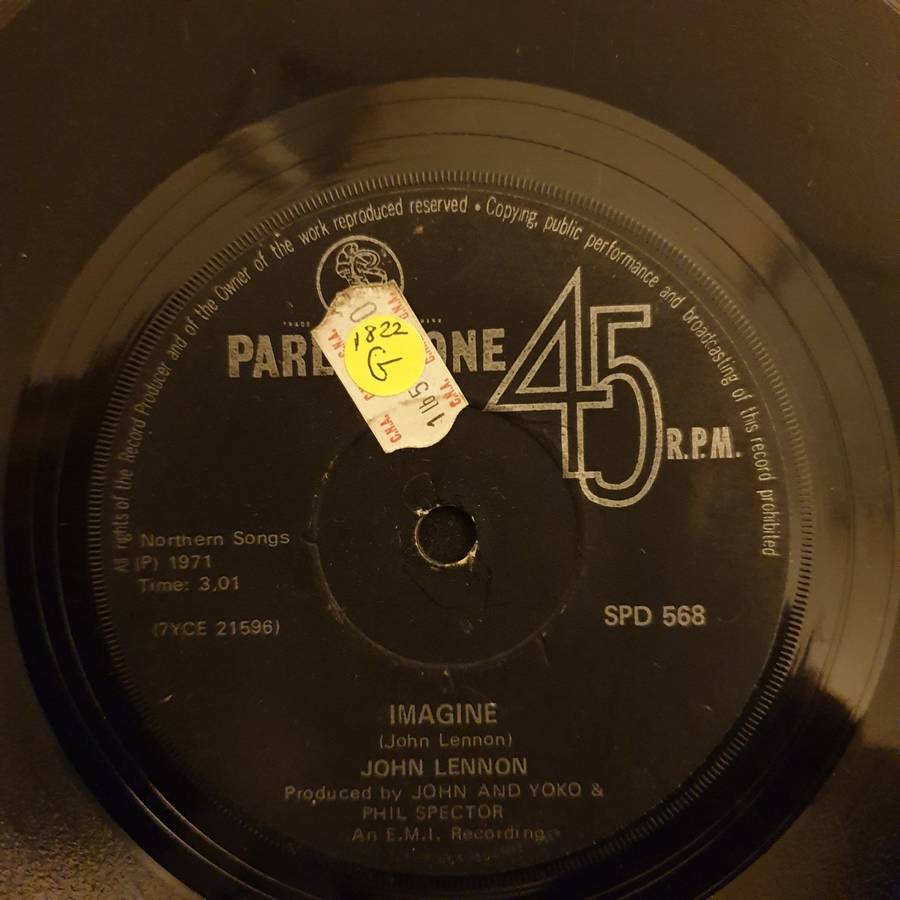 All rights of the Record Producer and of the Owner of the work reproduced reserved • Copying, public performance and broadcasting of this record prohibited
C.N.A.
1822
G
1b5
C.N.A.
45
R.P.M.
Northern Songs
(P) 1971
Time: 3,01
(7YCE 21596)
SPD 568
IMAGINE
(John Lennon)
JOHN LENNON
Produced by JOHN AND YOKO &
PHIL SPECTOR
An E.M.I. Recording